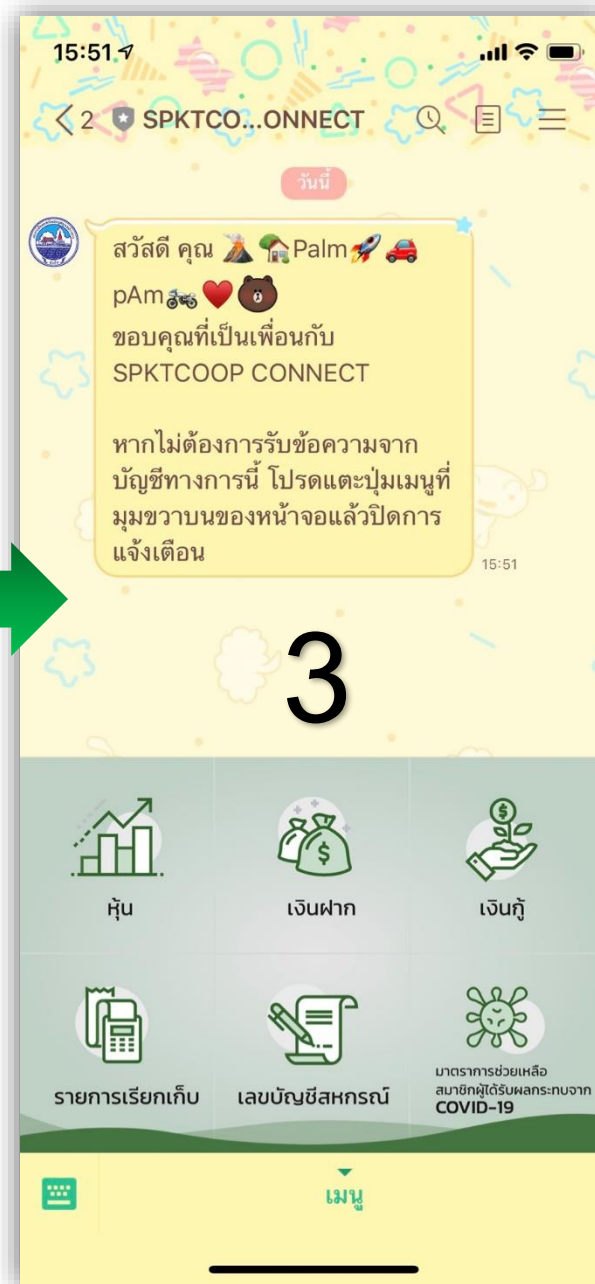 15:51
2 SPKTCO...ONNECT
วันนี้
สวัสดี คุณ 🌋 🏡Palm🚀 🚗
pAm🏍❤️🐻
ขอบคุณที่เป็นเพื่อนกับ
SPKTCOOP CONNECT
หากไม่ต้องการรับข้อความจาก
บัญชีทางการนี้ โปรดแตะปุ่มเมนูที่
มุมขวาบนของหน้าจอแล้วปิดการ
แจ้งเตือน
15:51
3
หุ้น
เงินฝาก
เงินกู้
รายการเรียกเก็บ
เลขบัญชีสหกรณ์
มาตราการช่วยเหลือ
สมาชิกผู้ได้รับผลกระทบจาก
COVID-19
เมนู